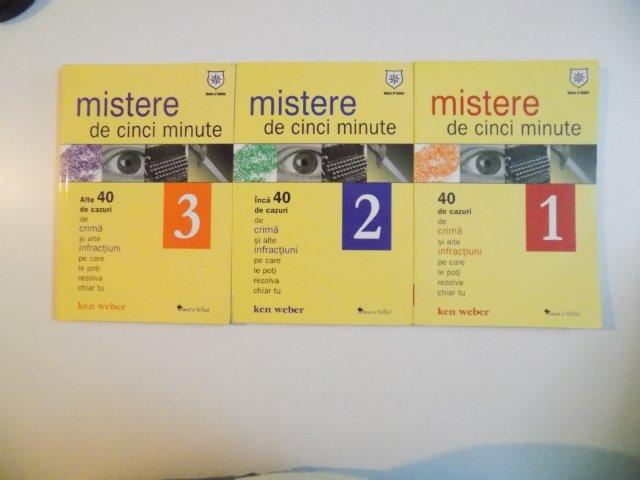 mistere
de cinci minute
Alte 40
de cazuri
de
crimă
și alte
infracțiuni
pe care
le poți
rezolva
chiar tu
3
ken weber
mistere
de cinci minute
Încă 40
de cazuri
de
crimă
și alte
infracțiuni
pe care
le poți
rezolva
chiar tu
2
ken weber
mistere
de cinci minute
40
de cazuri
de
crimă
și alte
infracțiuni
pe care
le poți
rezolva
chiar tu
1
ken weber